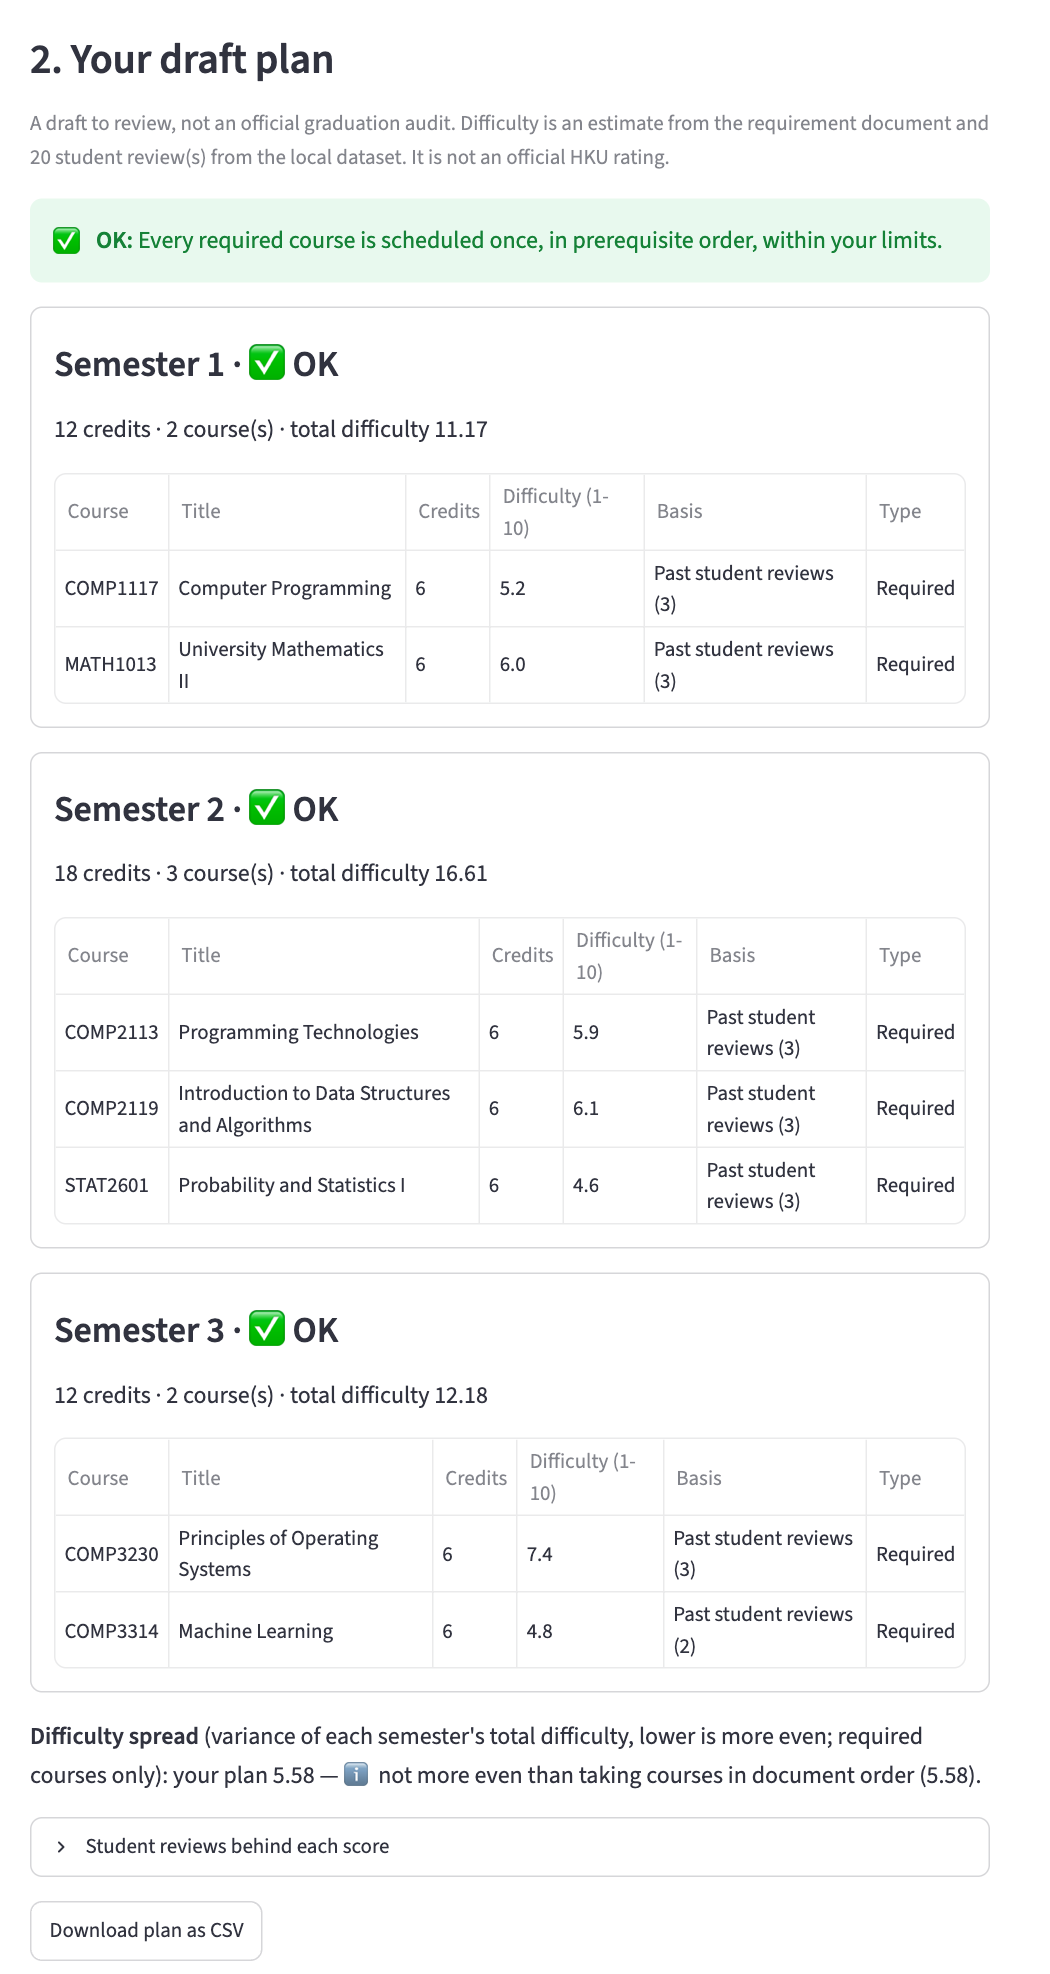 2. Your draft plan
A draft to review, not an official graduation audit. Difficulty is an estimate from the requirement document and
20 student review(s) from the local dataset. It is not an official HKU rating.
✅ OK: Every required course is scheduled once, in prerequisite order, within your limits.
Semester 1 · ✅ OK
12 credits · 2 course(s) · total difficulty 11.17
Course Title Credits Difficulty (1-
10) Basis Type
COMP1117 Computer Programming 6 5.2 Past student reviews
(3) Required
MATH1013 University Mathematics
II 6 6.0 Past student reviews
(3) Required
Semester 2 · ✅ OK
18 credits · 3 course(s) · total difficulty 16.61
Course Title Credits Difficulty (1-
10) Basis Type
COMP2113 Programming Technologies 6 5.9 Past student
reviews (3) Required
COMP2119 Introduction to Data Structures
and Algorithms 6 6.1 Past student
reviews (3) Required
STAT2601 Probability and Statistics I 6 4.6 Past student
reviews (3) Required
Semester 3 · ✅ OK
12 credits · 2 course(s) · total difficulty 12.18
Course Title Credits Difficulty (1-
10) Basis Type
COMP3230 Principles of Operating
Systems 6 7.4 Past student reviews
(3) Required
COMP3314 Machine Learning 6 4.8 Past student reviews
(2) Required
Difficulty spread (variance of each semester's total difficulty, lower is more even; required
courses only): your plan 5.58 — ℹ️ not more even than taking courses in document order (5.58).
Student reviews behind each score
Download plan as CSV